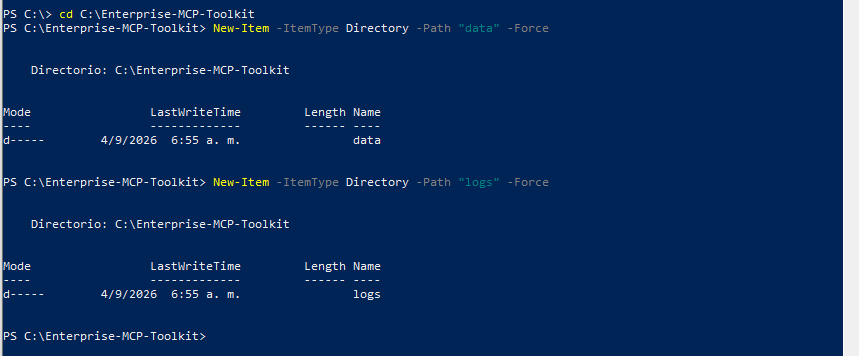 PS C:\> cd C:\Enterprise-MCP-Toolkit
PS C:\Enterprise-MCP-Toolkit> New-Item -ItemType Directory -Path "data" -Force
Directorio: C:\Enterprise-MCP-Toolkit
Mode                 LastWriteTime         Length Name
----                 -------------         ------ ----
d-----        4/9/2026  6:55 a. m.                data
PS C:\Enterprise-MCP-Toolkit> New-Item -ItemType Directory -Path "logs" -Force
Directorio: C:\Enterprise-MCP-Toolkit
Mode                 LastWriteTime         Length Name
----                 -------------         ------ ----
d-----        4/9/2026  6:55 a. m.                logs
PS C:\Enterprise-MCP-Toolkit>